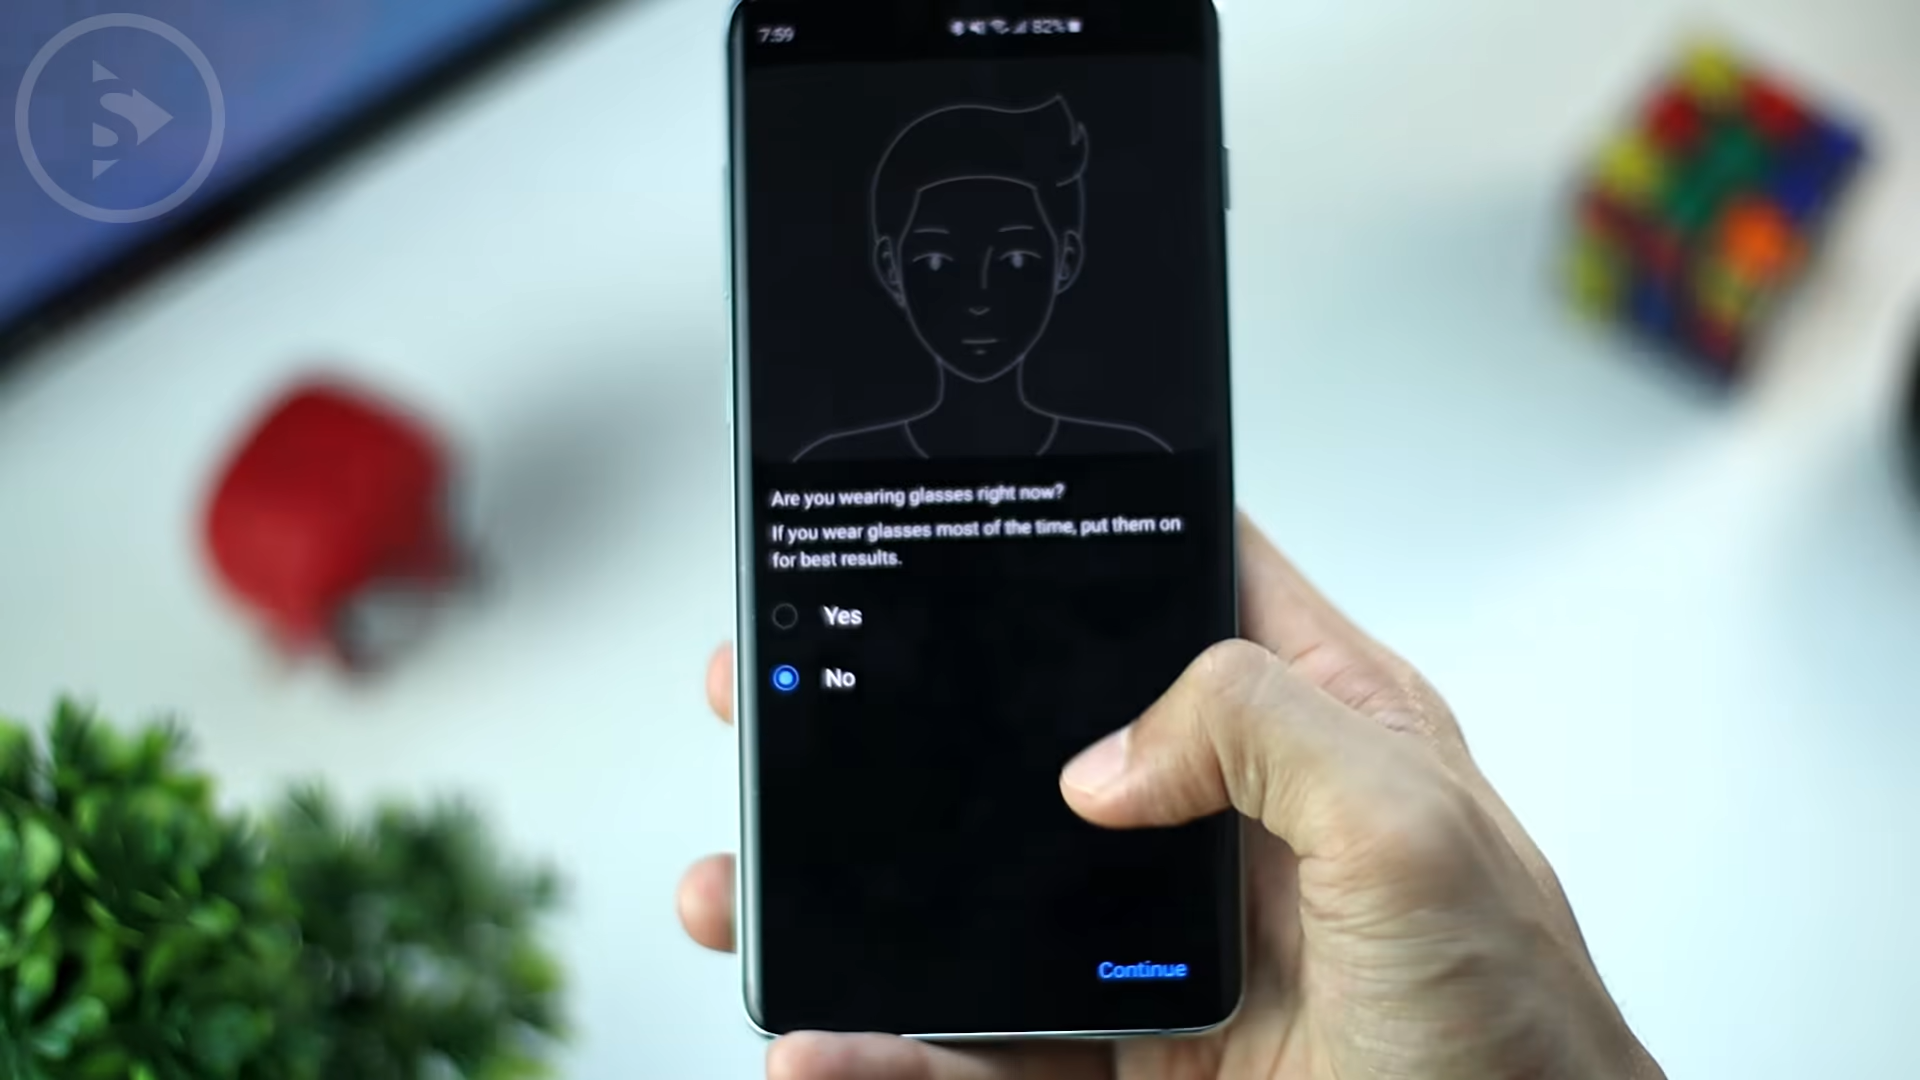 7:59
82%
Are you wearing glasses right now?
If you wear glasses most of the time, put them on
for best results.
Yes
No
Continue
S